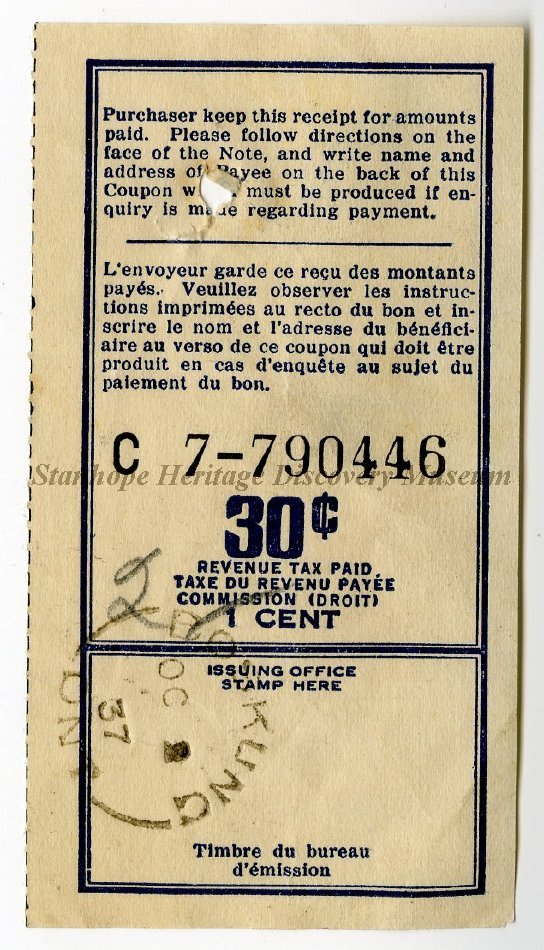 Purchaser keep this receipt for amounts
paid. Please follow directions on the
face of the Note, and write name and
address of Payee on the back of this
Coupon w must be produced if en-
quiry is made regarding payment.
L'envoyeur garde ce reçu des montants
payés. Veuillez observer les instruc-
tions imprimées au recto du bon et in-
scrire le nom et l'adresse du bénéfici-
aire au verso de ce coupon qui doit être
produit en cas d'enquête au sujet du
paiement du bon.
C 7-790446
Stanhope Heritage Discovery Museum
30¢
REVENUE TAX PAID
TAXE DU REVENU PAYÉE
COMMISSION (DROIT)
1 CENT
ISSUING OFFICE
STAMP HERE
OC
37
Timbre du bureau
d'émission